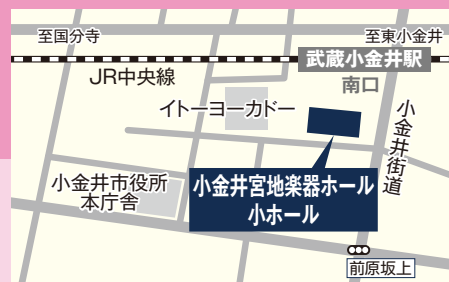 至国分寺
至東小金井
武蔵小金井駅
JR中央線
南口
イトーヨーカドー
小金井街道
小金井市役所
本庁舎
小金井宮地楽器ホール
小ホール
前原坂上